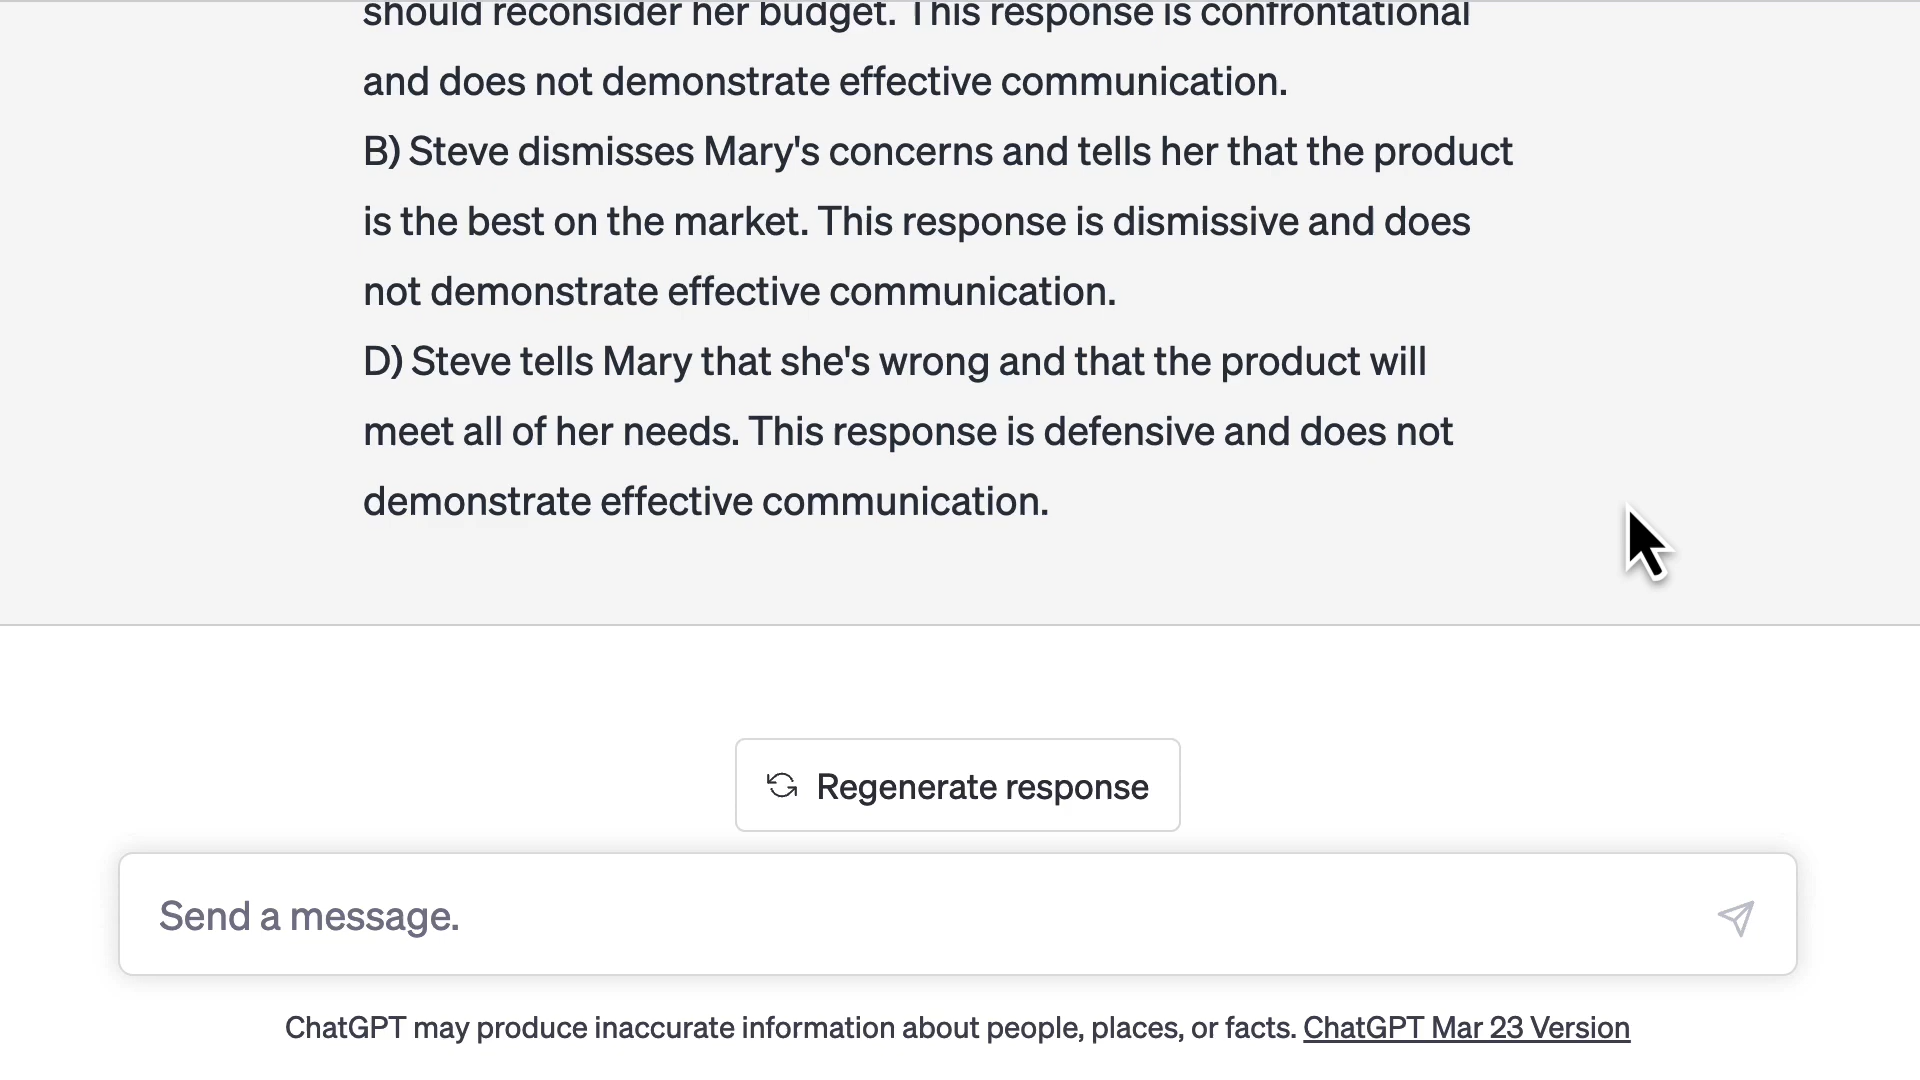 should reconsider her budget. This response is confrontational
and does not demonstrate effective communication.
B) Steve dismisses Mary's concerns and tells her that the product
is the best on the market. This response is dismissive and does
not demonstrate effective communication.
D) Steve tells Mary that she's wrong and that the product will
meet all of her needs. This response is defensive and does not
demonstrate effective communication.
Regenerate response
Send a message.
ChatGPT may produce inaccurate information about people, places, or facts. ChatGPT Mar 23 Version